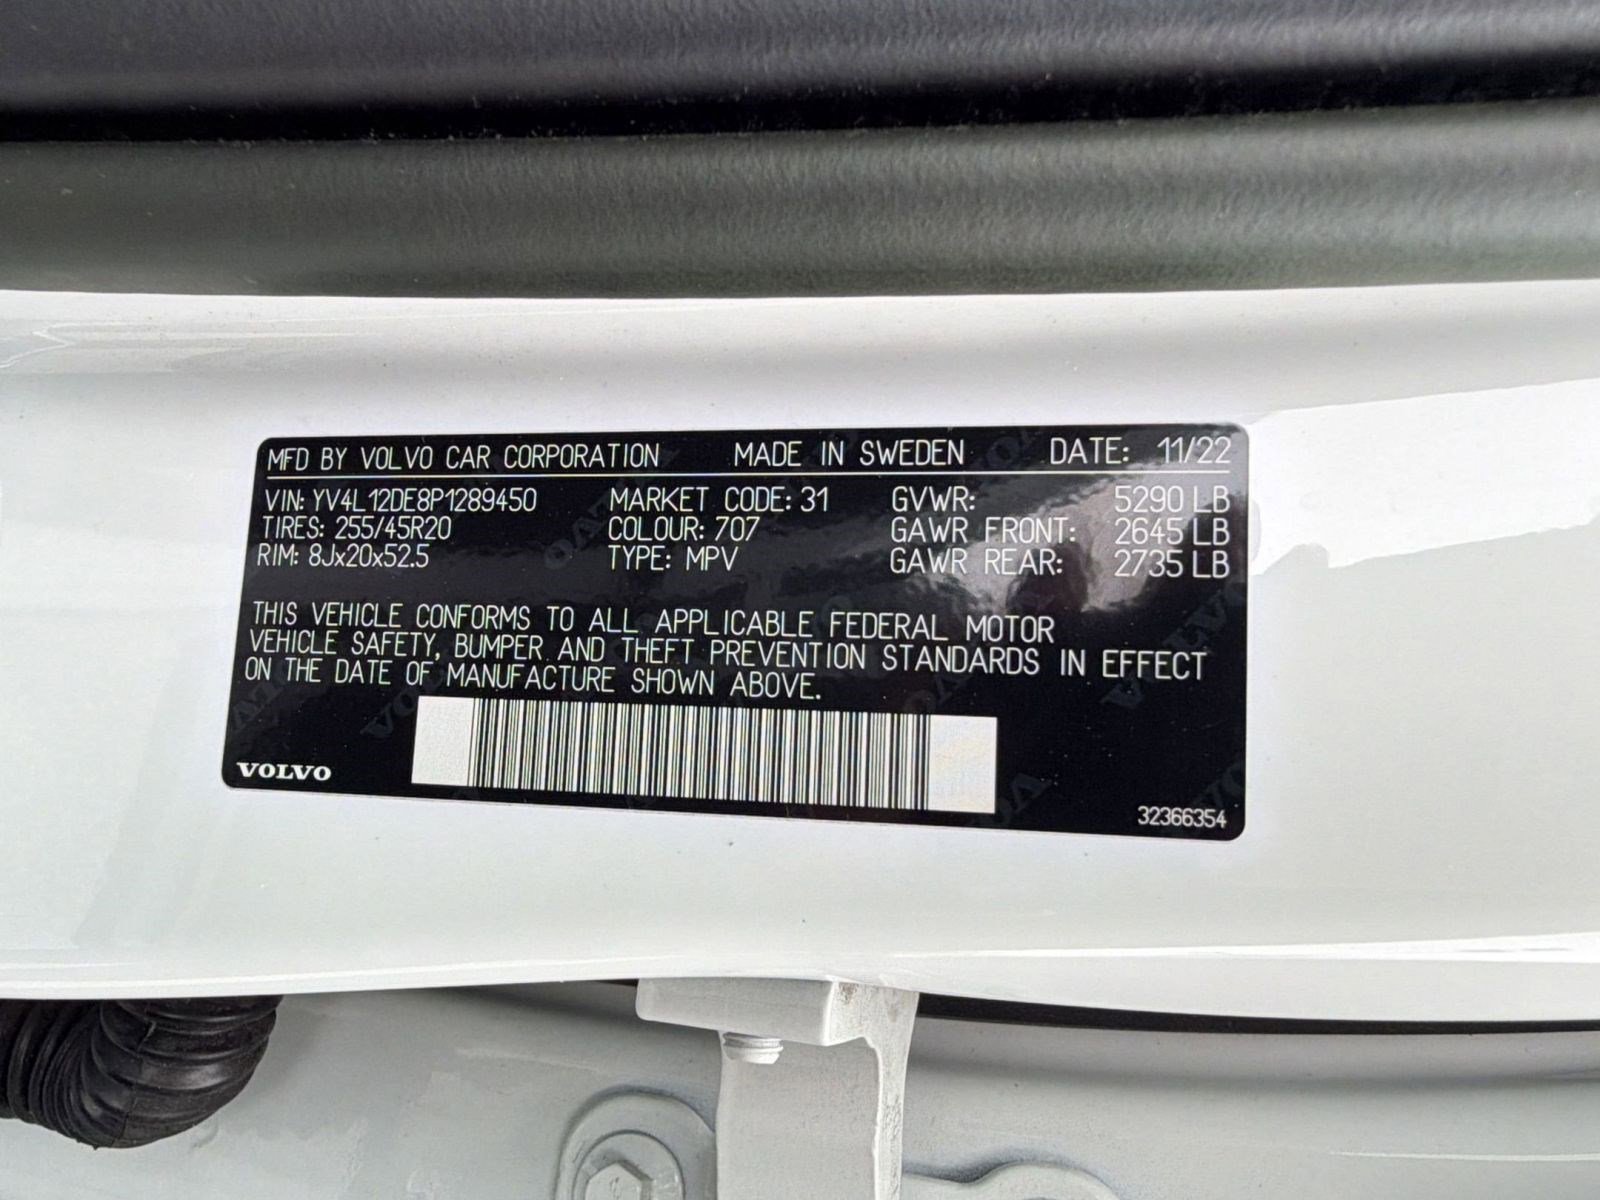 MFD BY VOLVO CAR CORPORATION MADE IN SWEDEN DATE: 11/22
VIN: YV4L12DE8P1289450 MARKET CODE: 31 GVWR: 5290 LB
TIRES: 255/45R20 COLOUR: 707 GAWR FRONT: 2645 LB
RIM: 8Jx20x52.5 TYPE: MPV GAWR REAR: 2735 LB
THIS VEHICLE CONFORMS TO ALL APPLICABLE FEDERAL MOTOR
VEHICLE SAFETY, BUMPER AND THEFT PREVENTION STANDARDS IN EFFECT
ON THE DATE OF MANUFACTURE SHOWN ABOVE.
VOLVO
32366354